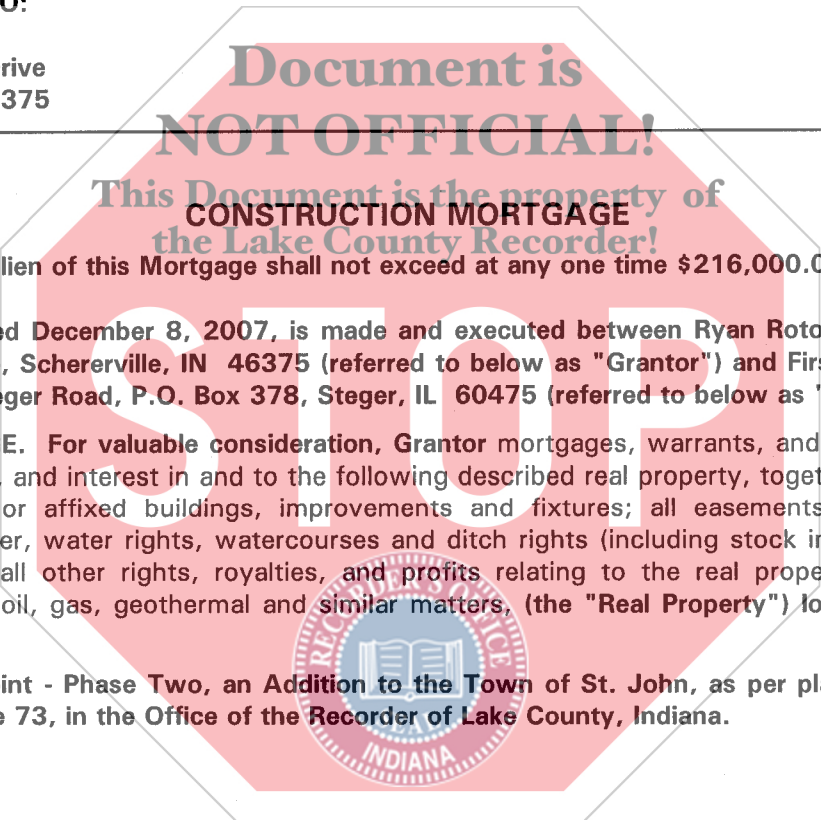 O:
rive
375
Document is
NOT OFFICIAL!
This Document is the property of
the Lake County Recorder!
CONSTRUCTION MORTGAGE
lien of this Mortgage shall not exceed at any one time $216,000.0
STOP
ed December 8, 2007, is made and executed between Ryan Roto
, Schererville, IN 46375 (referred to below as "Grantor") and Firs
eger Road, P.O. Box 378, Steger, IL 60475 (referred to below as "
E. For valuable consideration, Grantor mortgages, warrants, and
, and interest in and to the following described real property, toget
or affixed buildings, improvements and fixtures; all easements
er, water rights, watercourses and ditch rights (including stock in
all other rights, royalties, and profits relating to the real prope
oil, gas, geothermal and similar matters, (the "Real Property") lo
RECORDER'S OFFICE
SEAL
INDIANA
int - Phase Two, an Addition to the Town of St. John, as per pla
e 73, in the Office of the Recorder of Lake County, Indiana.